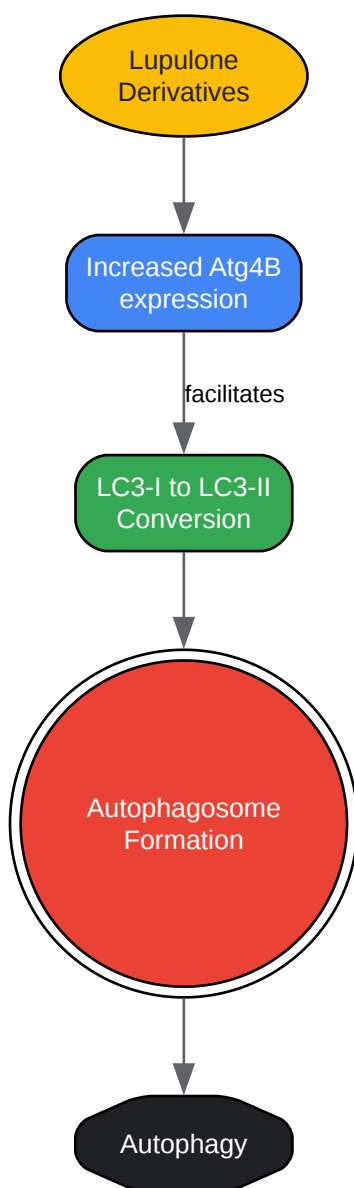 Lupulone
Derivatives
Increased Atg4B
expression
facilitates
LC3-I to LC3-II
Conversion
Autophagosome
Formation
Autophagy